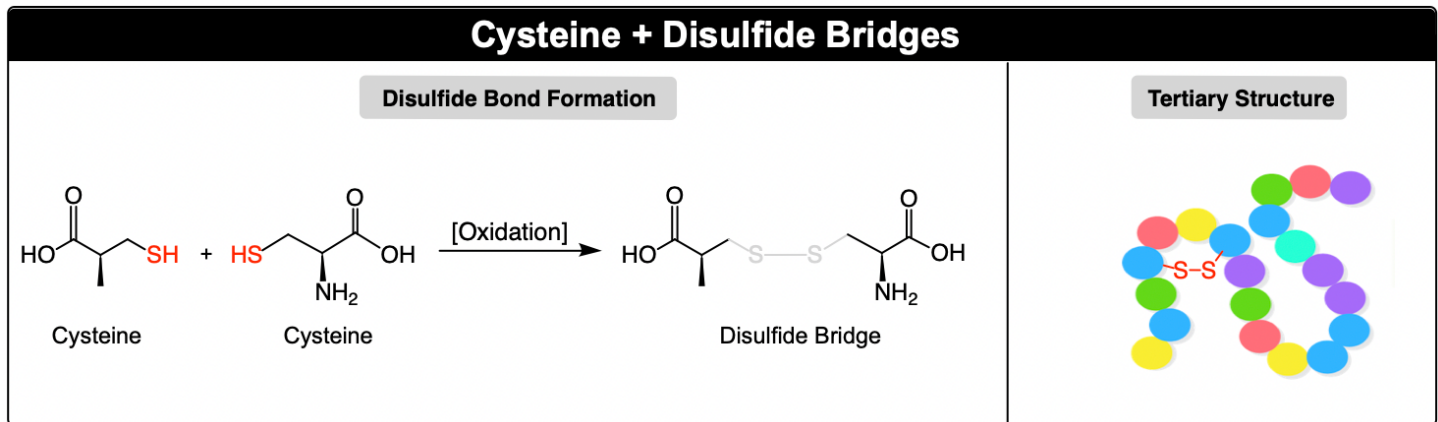 Cysteine + Disulfide Bridges
Disulfide Bond Formation
O
HO
SH
+
HS
O
OH
NH2
Cysteine
Cysteine
[Oxidation]
O
HO
S
S
O
OH
NH2
Disulfide Bridge
Tertiary Structure
S-S